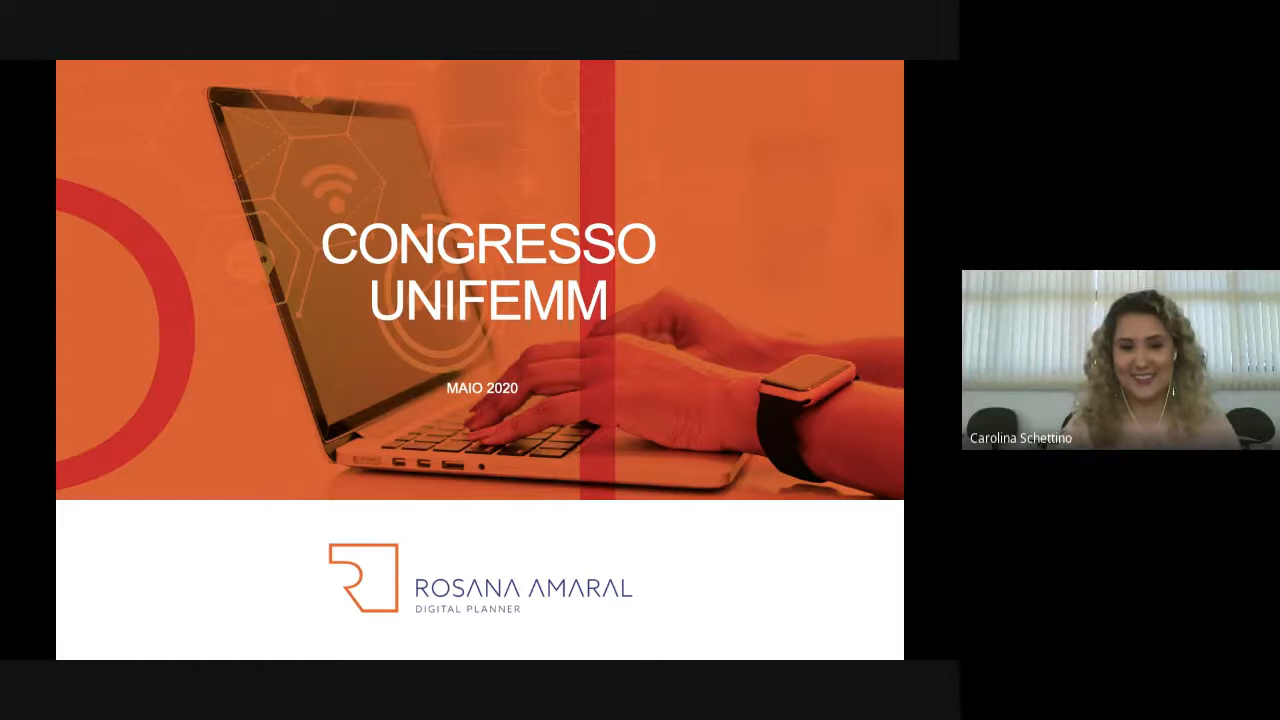 CONGRESSO
UNIFEMM
MAIO 2020
ROSANA AMARAL
DIGITAL PLANNER
Carolina Schettino